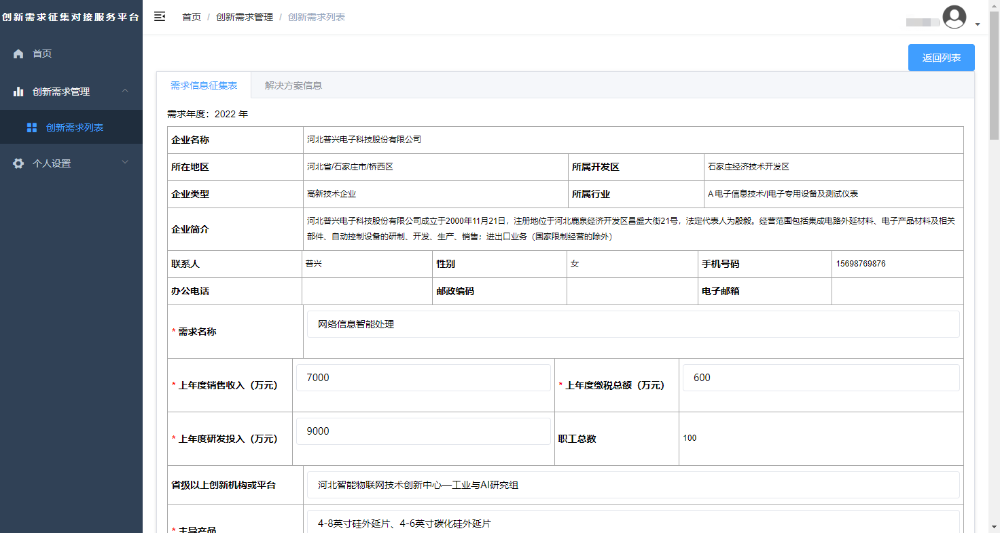 创新需求征集对接服务平台
首页 / 创新需求管理 / 创新需求列表
首页
创新需求管理
创新需求列表
个人设置
返回列表
需求信息征集表 解决方案信息
需求年度：2022 年
企业名称 河北普兴电子科技股份有限公司
所在地区 河北省/石家庄市/桥西区 所属开发区 石家庄经济技术开发区
企业类型 高新技术企业 所属行业 A 电子信息技术/|电子专用设备及测试仪表
企业简介 河北普兴电子科技股份有限公司成立于2000年11月21日，注册地位于河北鹿泉经济开发区昌盛大街21号，法定代表人为殷毅。经营范围包括集成电路外延材料、电子产品材料及相关
部件、自动控制设备的研制、开发、生产、销售；进出口业务（国家限制经营的除外）
联系人 普兴 性别 女 手机号码 15698769876
办公电话 邮政编码 电子邮箱
* 需求名称 网络信息智能处理
* 上年度销售收入（万元） 7000 * 上年度缴税总额（万元） 600
* 上年度研发投入（万元） 9000 职工总数 100
省级以上创新机构或平台 河北智能物联网技术创新中心—工业与AI研究组
* 主导产品 4-8英寸硅外延片、4-6英寸碳化硅外延片